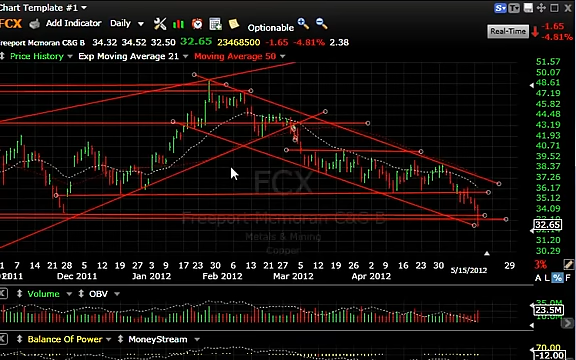 Chart Template #1
FCX Add Indicator Daily Optionable Real-Time -1.65 -4.81%
Freeport Mcmoran C&G B 34.32 34.52 32.50 32.65 23468500 -1.65 -4.81% 2.38
Price History Exp Moving Average 21 Moving Average 50
51.57
50.07
48.61
47.19
45.82
44.48
43.19
41.93
40.71
39.52
38.37
37.25
36.17
35.12
34.09
33.10
32.65
31.20
30.29
FCX
Freeport Mcmoran C&G B
Metals & Mining
Copper
7 14 21 28 5 12 19 27 3 9 17 23 30 6 13 21 27 5 12 19 26 2 9 16 23 30 29
2011 Dec 2011 Jan 2012 Feb 2012 Mar 2012 Apr 2012 5/15/2012
3% A L % F
Volume OBV
23.5M
Balance Of Power MoneyStream
70.00
-12.00